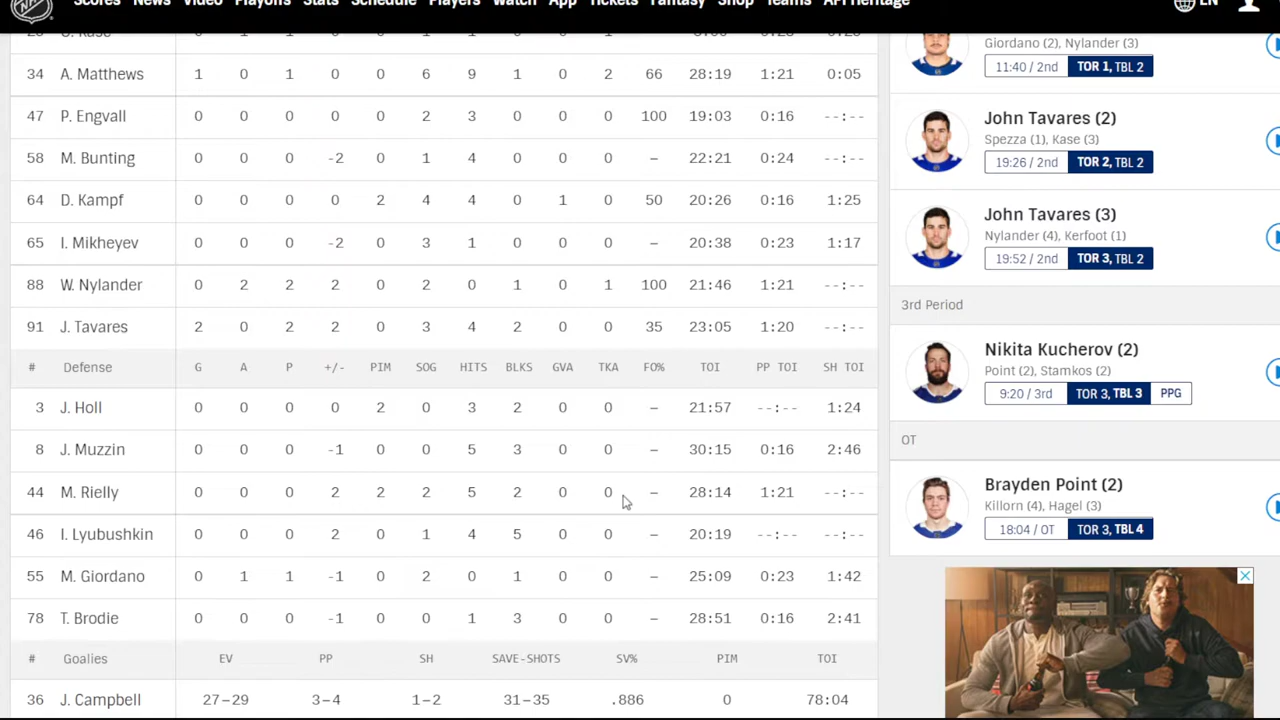 NHL
Scores News Video Playoffs Stats Schedule Players Watch App Tickets Fantasy Shop Teams API Heritage
EN
34 A. Matthews 1 0 1 0 0 6 9 1 0 2 66 28:19 1:21 0:05
47 P. Engvall 0 0 0 0 0 2 3 0 0 0 100 19:03 0:16 --:--
58 M. Bunting 0 0 0 -2 0 1 4 0 0 0 – 22:21 0:24 --:--
64 D. Kampf 0 0 0 0 2 4 4 0 1 0 50 20:26 0:16 1:25
65 I. Mikheyev 0 0 0 -2 0 3 1 0 0 0 – 20:38 0:23 1:17
88 W. Nylander 0 2 2 2 0 2 0 1 0 1 100 21:46 1:21 --:--
91 J. Tavares 2 0 2 2 0 3 4 2 0 0 35 23:05 1:20 --:--
# Defense G A P +/- PIM SOG HITS BLKS GVA TKA FO% TOI PP TOI SH TOI
3 J. Holl 0 0 0 0 2 0 3 2 0 0 – 21:57 --:-- 1:24
8 J. Muzzin 0 0 0 -1 0 0 5 3 0 0 – 30:15 0:16 2:46
44 M. Rielly 0 0 0 2 2 2 5 2 0 0 – 28:14 1:21 --:--
46 I. Lyubushkin 0 0 0 2 0 1 4 5 0 0 – 20:19 --:-- --:--
55 M. Giordano 0 1 1 -1 0 2 0 1 0 0 – 25:09 0:23 1:42
78 T. Brodie 0 0 0 -1 0 0 1 3 0 0 – 28:51 0:16 2:41
# Goalies EV PP SH SAVE-SHOTS SV% PIM TOI
36 J. Campbell 27–29 3–4 1–2 31–35 .886 0 78:04
Giordano (2), Nylander (3)
11:40 / 2nd TOR 1, TBL 2
John Tavares (2)
Spezza (1), Kase (3)
19:26 / 2nd TOR 2, TBL 2
John Tavares (3)
Nylander (4), Kerfoot (1)
19:52 / 2nd TOR 3, TBL 2
3rd Period
Nikita Kucherov (2)
Point (2), Stamkos (2)
9:20 / 3rd TOR 3, TBL 3 PPG
OT
Brayden Point (2)
Killorn (4), Hagel (3)
18:04 / OT TOR 3, TBL 4